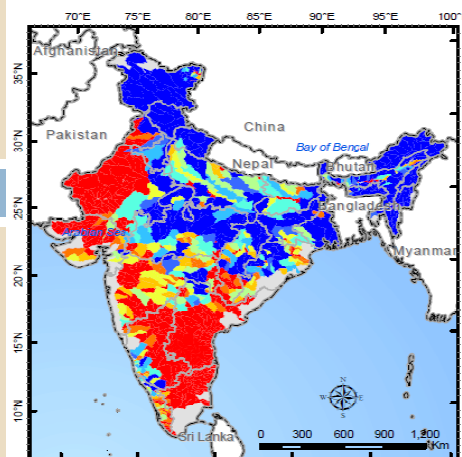 70°E 75°E 80°E 85°E 90°E 95°E 100°E
Afghanistan
35°N
Pakistan
China
30°N
Bay of Bengal
Nepal
Bhutan
25°N
Bangladesh
Arabian Sea
Myanmar
20°N
15°N
10°N
N
W E
S
Sri Lanka
0 300 600 900 1,200
Km